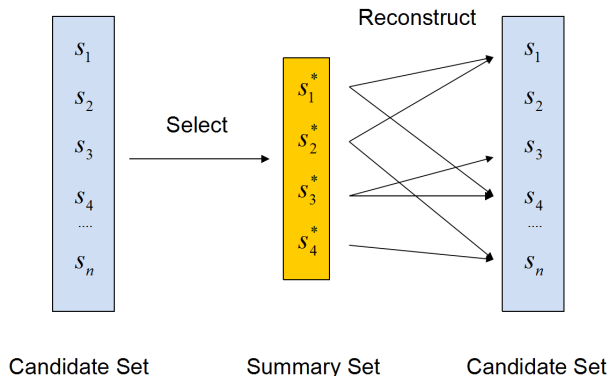 Reconstruct
s1
s2
s3
s4
....
sn
Select
s1*
s2*
s3*
s4*
s1
s2
s3
s4
....
sn
Candidate Set
Summary Set
Candidate Set